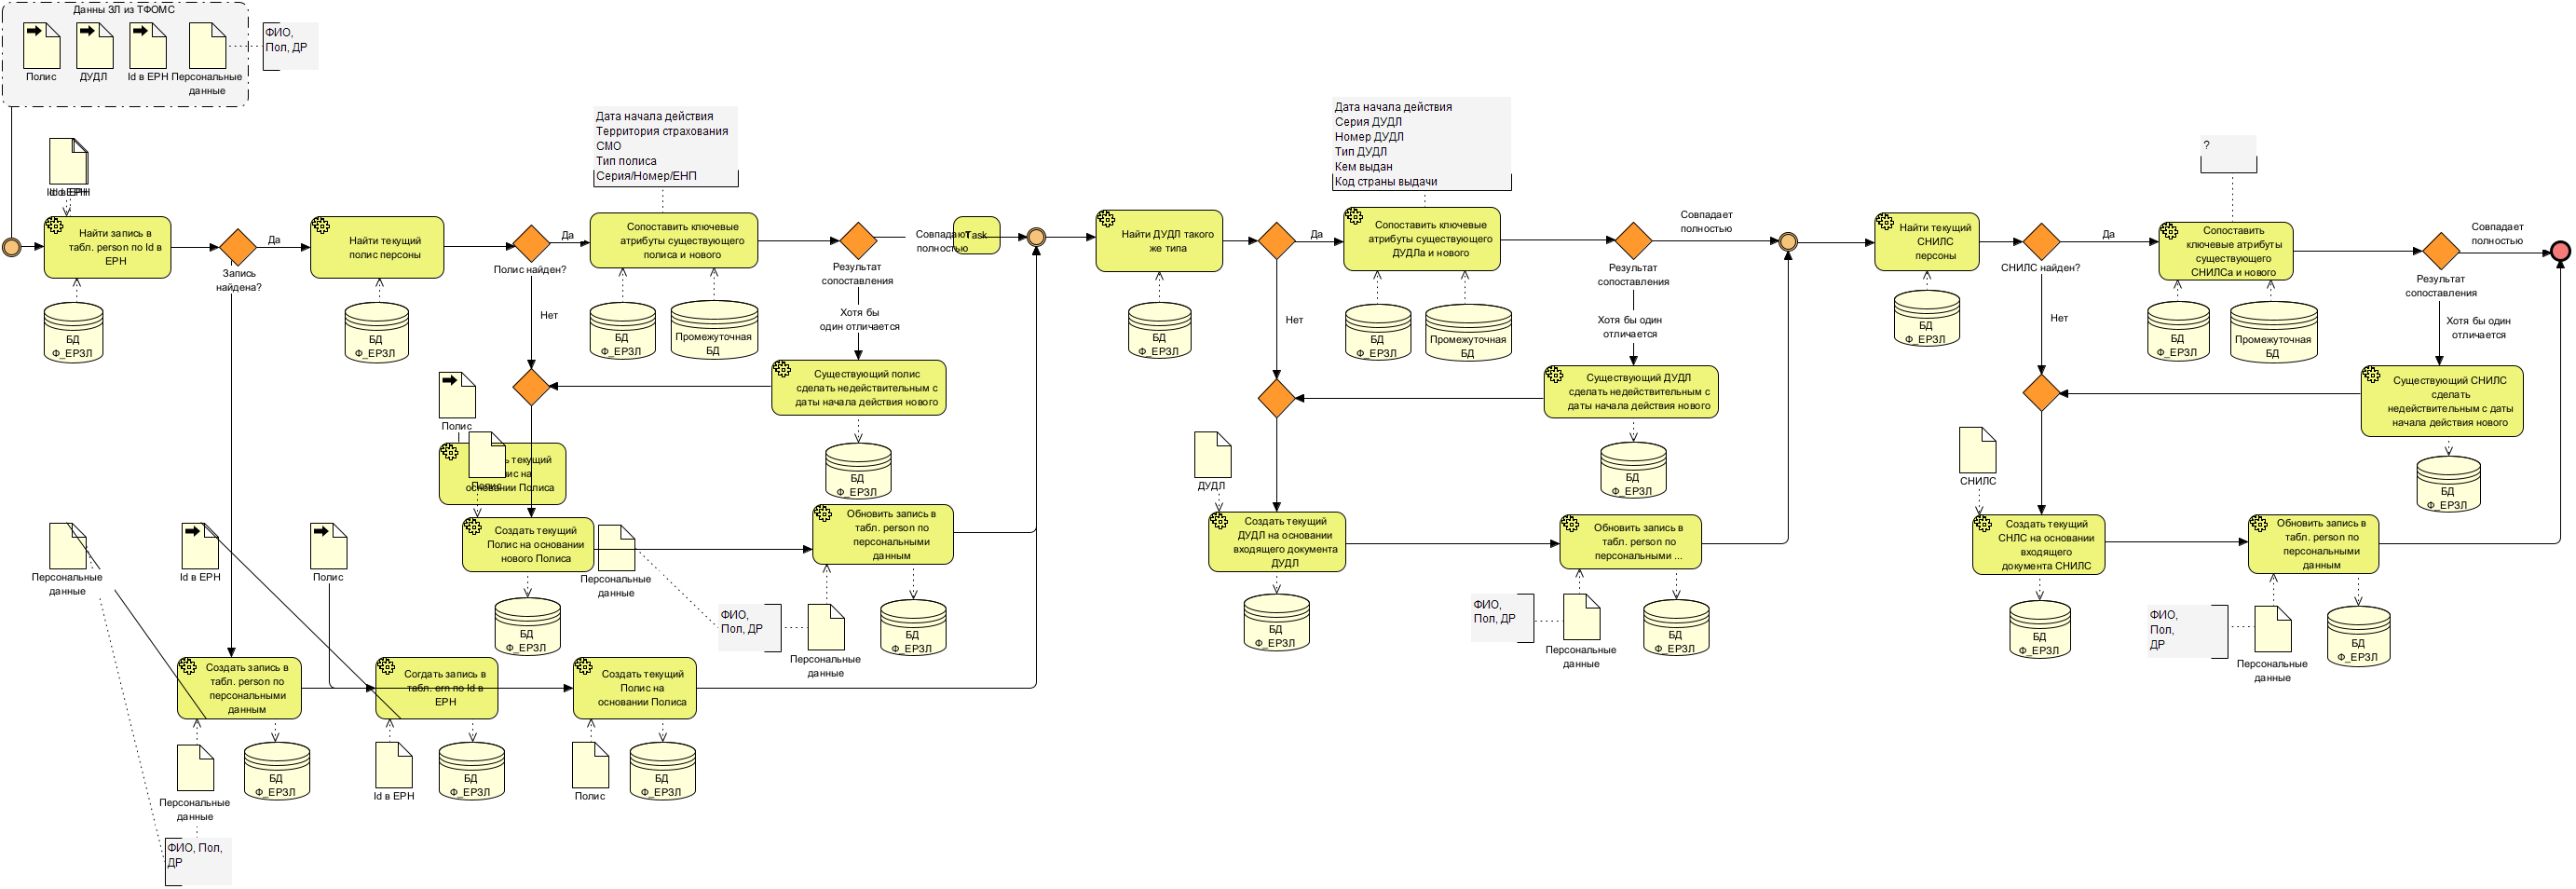 Данны ЗЛ из ТФОМС
Полис
ДУДЛ
Id в ЕРН
Персональные
данные
ФИО,
Пол, ДР
Id в ЕРН
Найти запись в
табл. person по Id в
ЕРН
БД
Ф_ЕРЗЛ
Да
Запись
найдена?
Найти текущий
полис персоны
БД
Ф_ЕРЗЛ
Да
Полис найден?
Нет
Дата начала действия
Территория страхования
СМО
Тип полиса
Серия/Номер/ЕНП
Сопоставить ключевые
атрибуты существующего
полиса и нового
БД
Ф_ЕРЗЛ
Промежуточная
БД
Результат
сопоставления
Хотя бы
один отличается
Совпадают
полностью
Task
Существующий полис
сделать недействительным с
даты начала действия нового
БД
Ф_ЕРЗЛ
Полис
Полис
текущий
основании Полиса
Создать текущий
Полис на основании
нового Полиса
БД
Ф_ЕРЗЛ
Персональные
данные
ФИО,
Пол, ДР
Обновить запись в
табл. person по
персональными
данным
Персональные
данные
БД
Ф_ЕРЗЛ
Персональные
данные
Id в ЕРН
Полис
Создать запись в
табл. person по
персональными
данным
Персональные
данные
ФИО, Пол,
ДР
БД
Ф_ЕРЗЛ
Согдать запись в
табл. ern по Id в
ЕРН
Id в ЕРН
БД
Ф_ЕРЗЛ
Создать текущий
Полис на
основании Полиса
Полис
БД
Ф_ЕРЗЛ
Найти ДУДЛ такого
же типа
БД
Ф_ЕРЗЛ
Да
Нет
Дата начала действия
Серия ДУДЛ
Номер ДУДЛ
Тип ДУДЛ
Кем выдан
Код страны выдачи
Сопоставить ключевые
атрибуты существующего
ДУДЛа и нового
БД
Ф_ЕРЗЛ
Промежуточная
БД
Результат
сопоставления
Совпадает
полностью
Хотя бы один
отличается
Существующий ДУДЛ
сделать недействительным с
даты начала действия нового
БД
Ф_ЕРЗЛ
ДУДЛ
Создать текущий
ДУДЛ на основании
входящего документа
ДУДЛ
БД
Ф_ЕРЗЛ
Обновить запись в
табл. person по
персональными ...
ФИО,
Пол, ДР
Персональные
данные
БД
Ф_ЕРЗЛ
Найти текущий
СНИЛС
персоны
БД
Ф_ЕРЗЛ
СНИЛС найден?
Да
Нет
?
Сопоставить
ключевые атрибуты
существующего
СНИЛСа и нового
БД
Ф_ЕРЗЛ
Промежуточная
БД
Результат
сопоставления
Совпадает
полностью
Хотя бы один
отличается
Существующий СНИЛС
сделать
недействительным с даты
начала действия нового
БД
Ф_ЕРЗЛ
СНИЛС
Создать текущий
СНЛС на основании
входящего
документа СНИЛС
БД
Ф_ЕРЗЛ
Обновить запись в
табл. person по
персональными
данным
ФИО,
Пол,
ДР
Персональные
данные
БД
Ф_ЕРЗЛ